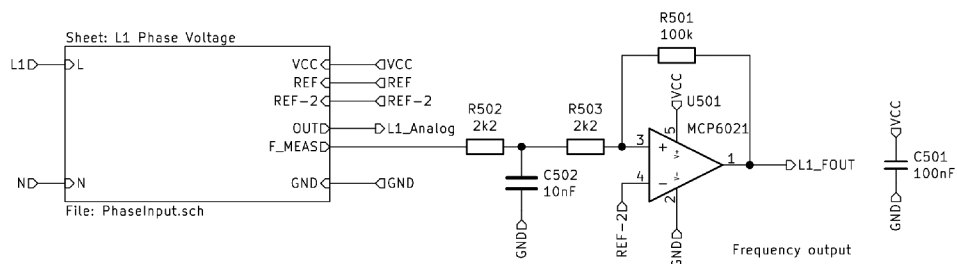 Sheet: L1 Phase Voltage
L1
L
VCC
VCC
REF
REF
REF-2
REF-2
OUT
L1_Analog
F_MEAS
N
N
GND
GND
File: PhaseInput.sch
R502
2k2
C502
10nF
GND
R503
2k2
R501
100k
VCC
U501
MCP6021
3
+
5
V+
1
4
-
V-
2
REF-2
GND
L1_FOUT
VCC
C501
100nF
GND
Frequency output